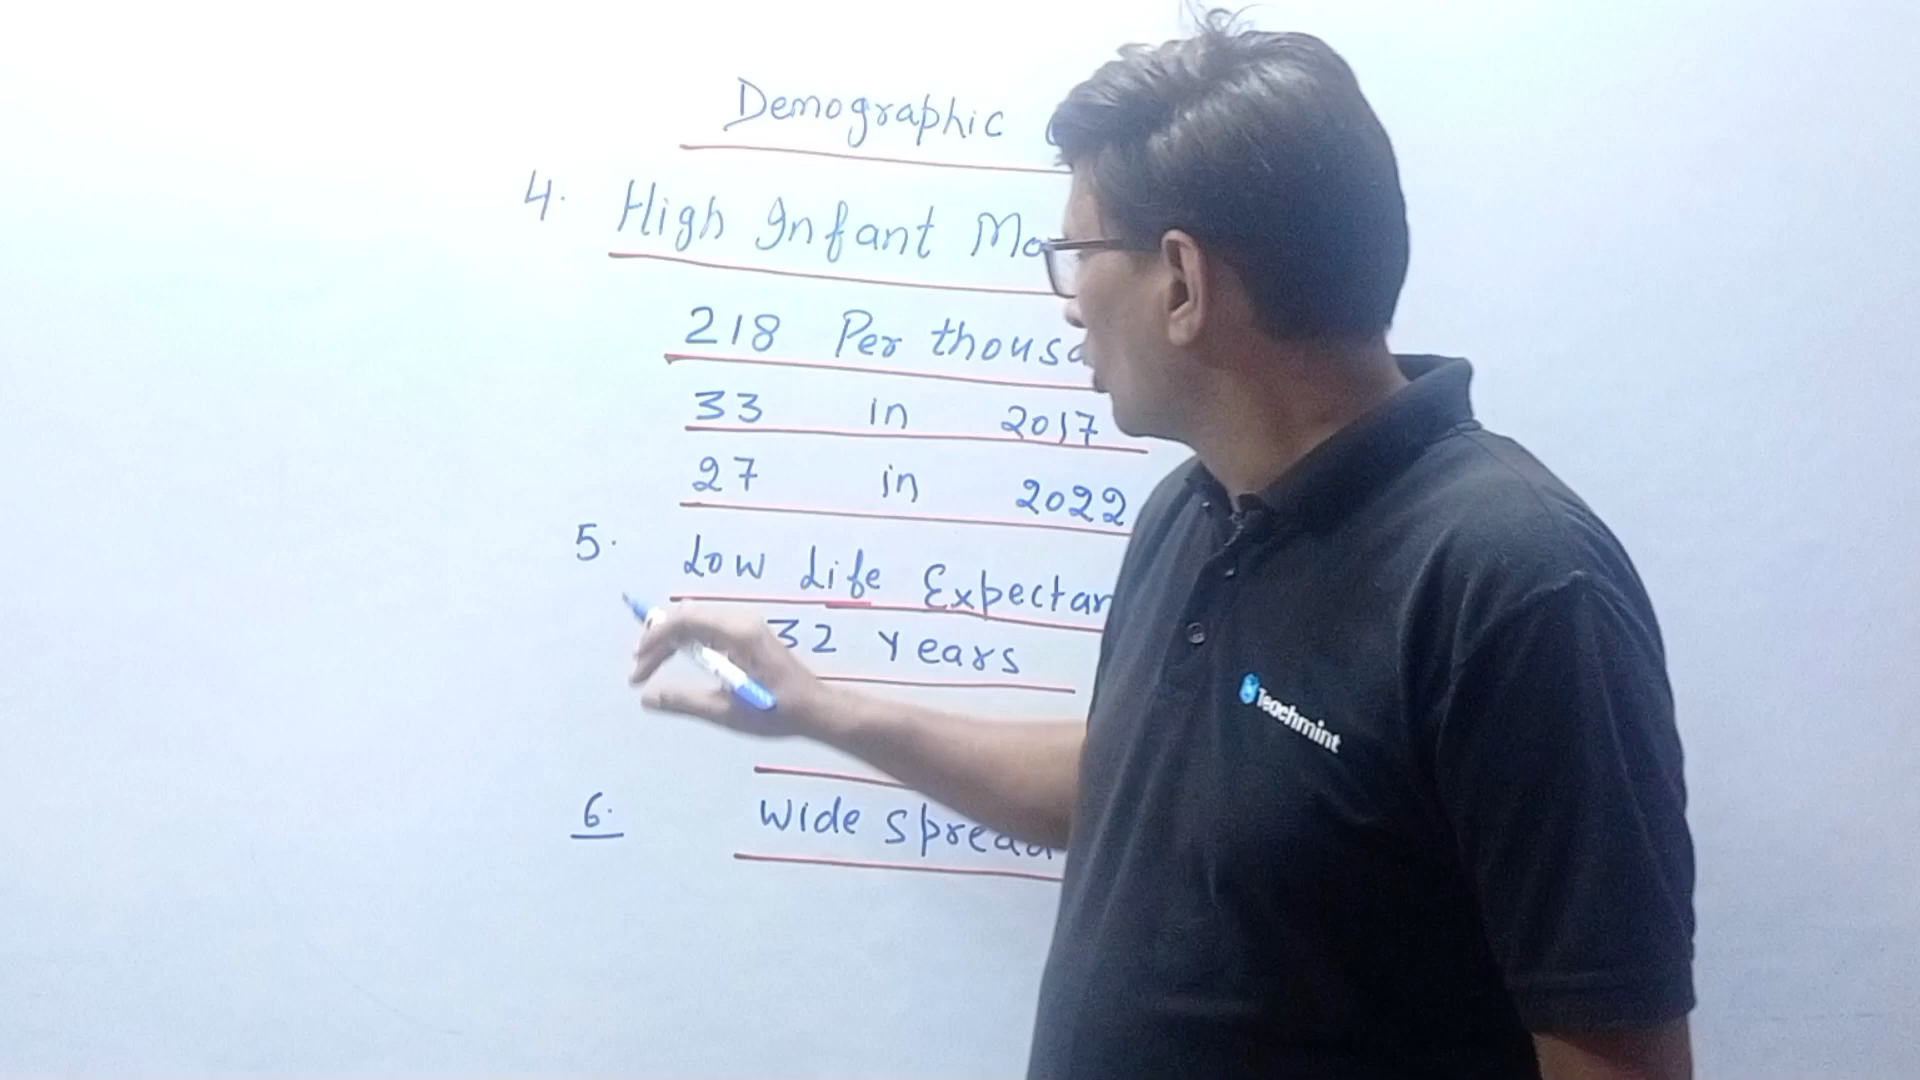 Demographic
4. High Infant Mo
218 Per thousa
33 in 2017
27 in 2022
5. Low Life Expectan
32 Years
6. Wide Spread
Teachmint